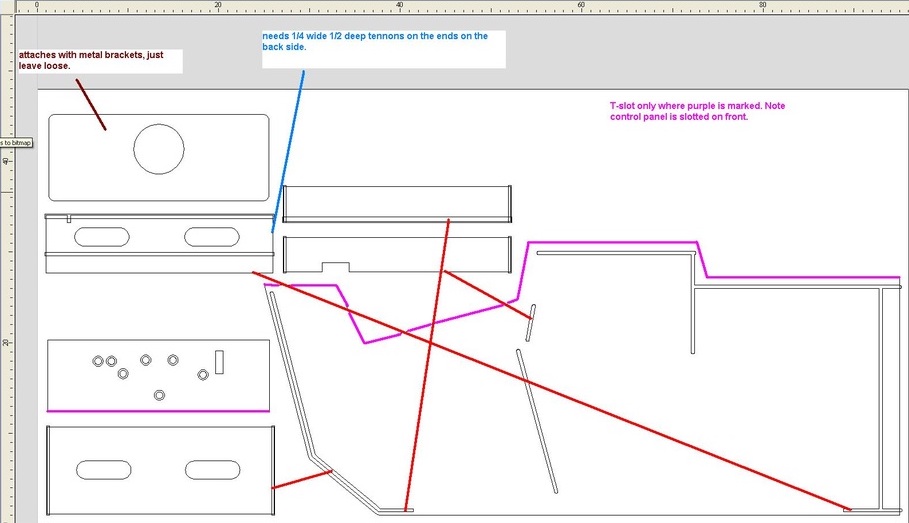 0 20 40 60 80
needs 1/4 wide 1/2 deep tennons on the ends on the
back side.
attaches with metal brackets, just
leave loose.
T-slot only where purple is marked. Note
control panel is slotted on front.
s to bitmap
40
20